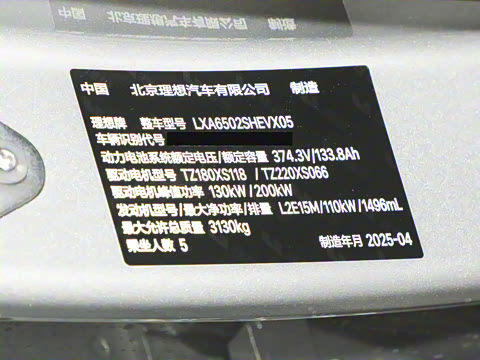 中国 北京理想汽车有限公司 制造
理想牌 整车型号 LXA6502SHEVX05
车辆识别代号
动力电池系统额定电压/额定容量 374.3V/133.8Ah
驱动电机型号 TZ180XS118 / TZ220XS066
驱动电机峰值功率 130kW / 200kW
发动机型号/最大净功率/排量 L2E15M/110kW/1496mL
最大允许总质量 3130kg
乘坐人数 5 制造年月 2025-04